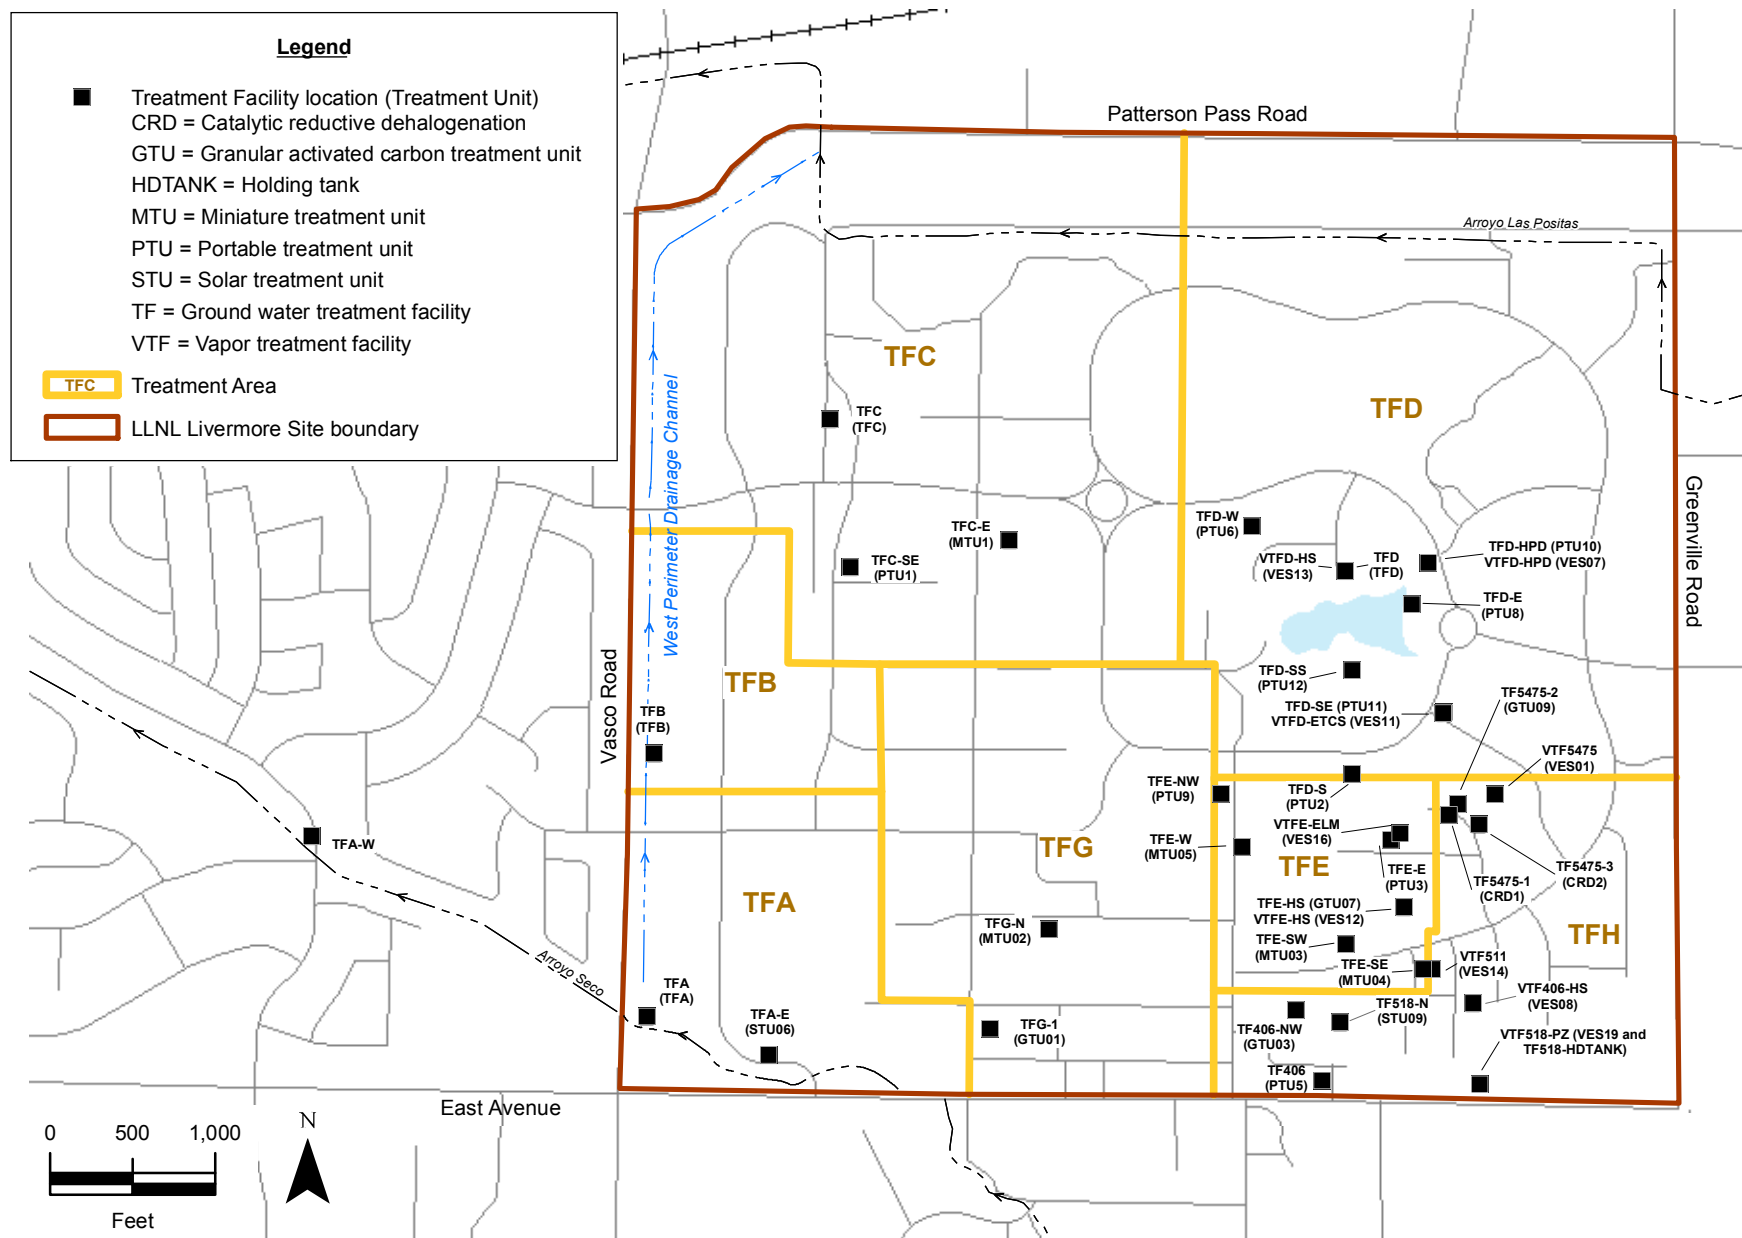 Legend
Treatment Facility location (Treatment Unit)
CRD = Catalytic reductive dehalogenation
GTU = Granular activated carbon treatment unit
HDTANK = Holding tank
MTU = Miniature treatment unit
PTU = Portable treatment unit
STU = Solar treatment unit
TF = Ground water treatment facility
VTF = Vapor treatment facility
TFC
Treatment Area
LLNL Livermore Site boundary
Patterson Pass Road
Arroyo Las Positas
TFC
TFD
TFC
(TFC)
West Perimeter Drainage Channel
Greenville Road
TFC-E
(MTU1)
TFC-SE
(PTU1)
TFD-W
(PTU6)
VTFD-HS
(VES13)
TFD
(TFD)
TFD-HPD (PTU10)
VTFD-HPD (VES07)
TFD-E
(PTU8)
TFB
TFD-SS
(PTU12)
TFD-SE (PTU11)
VTFD-ETCS (VES11)
TF5475-2
(GTU09)
Vasco Road
TFB
(TFB)
VTF5475
(VES01)
TFE-NW
(PTU9)
TFD-S
(PTU2)
VTFE-ELM
(VES16)
TFA-W
TFG
TFE-W
(MTU05)
TFE
TFE-E
(PTU3)
TF5475-1
(CRD1)
TF5475-3
(CRD2)
TFA
TFE-HS (GTU07)
VTFE-HS (VES12)
TFH
TFG-N
(MTU02)
TFE-SW
(MTU03)
TFE-SE
(MTU04)
VTF511
(VES14)
Arroyo Seco
TFA
(TFA)
TFA-E
(STU06)
TFG-1
(GTU01)
TF406-NW
(GTU03)
TF518-N
(STU09)
VTF406-HS
(VES08)
VTF518-PZ (VES19 and
TF518-HDTANK)
TF406
(PTU5)
East Avenue
N
0 500 1,000
Feet